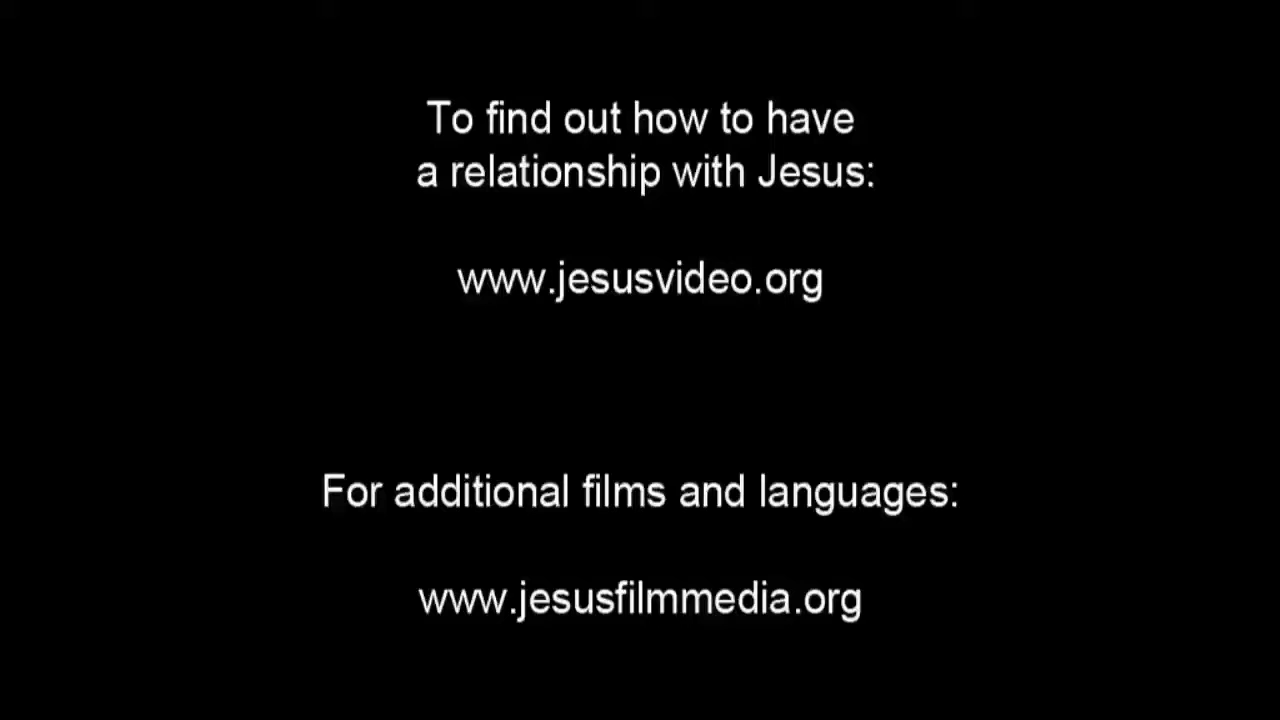 To find out how to have
a relationship with Jesus:
www.jesusvideo.org
For additional films and languages:
www.jesusfilmmedia.org